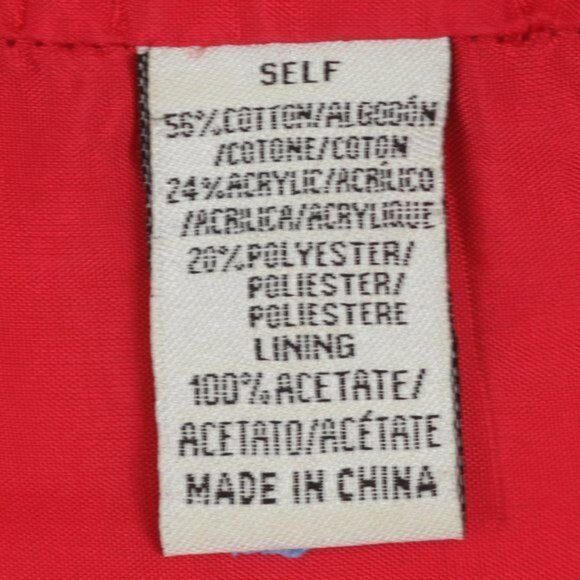 SELF
56%COTTON/ALGODÓN
/COTONE/COTON
24%ACRYLIC/ACRÍLICO
/ACRILICA/ACRYLIQUE
20%POLYESTER/
POLIESTER/
POLIESTERE
LINING
100%ACETATE/
ACETATO/ACÉTATE
MADE IN CHINA